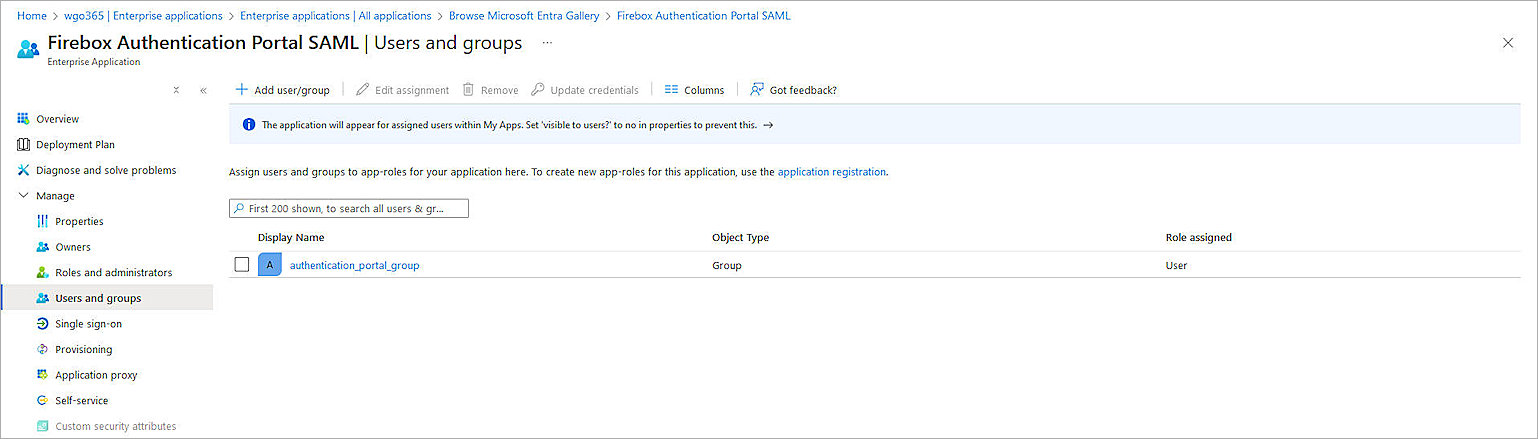 Home > wgo365 | Enterprise applications > Enterprise applications | All applications > Browse Microsoft Entra Gallery > Firebox Authentication Portal SAML
Firebox Authentication Portal SAML | Users and groups ...
Enterprise Application
Add user/group | Edit assignment Remove Update credentials | Columns | Got feedback?
The application will appear for assigned users within My Apps. Set 'visible to users?' to no in properties to prevent this. →
Assign users and groups to app-roles for your application here. To create new app-roles for this application, use the application registration.
First 200 shown, to search all users & gr...
Display Name Object Type Role assigned
A authentication_portal_group Group User
Overview
Deployment Plan
Diagnose and solve problems
Manage
Properties
Owners
Roles and administrators
Users and groups
Single sign-on
Provisioning
Application proxy
Self-service
Custom security attributes